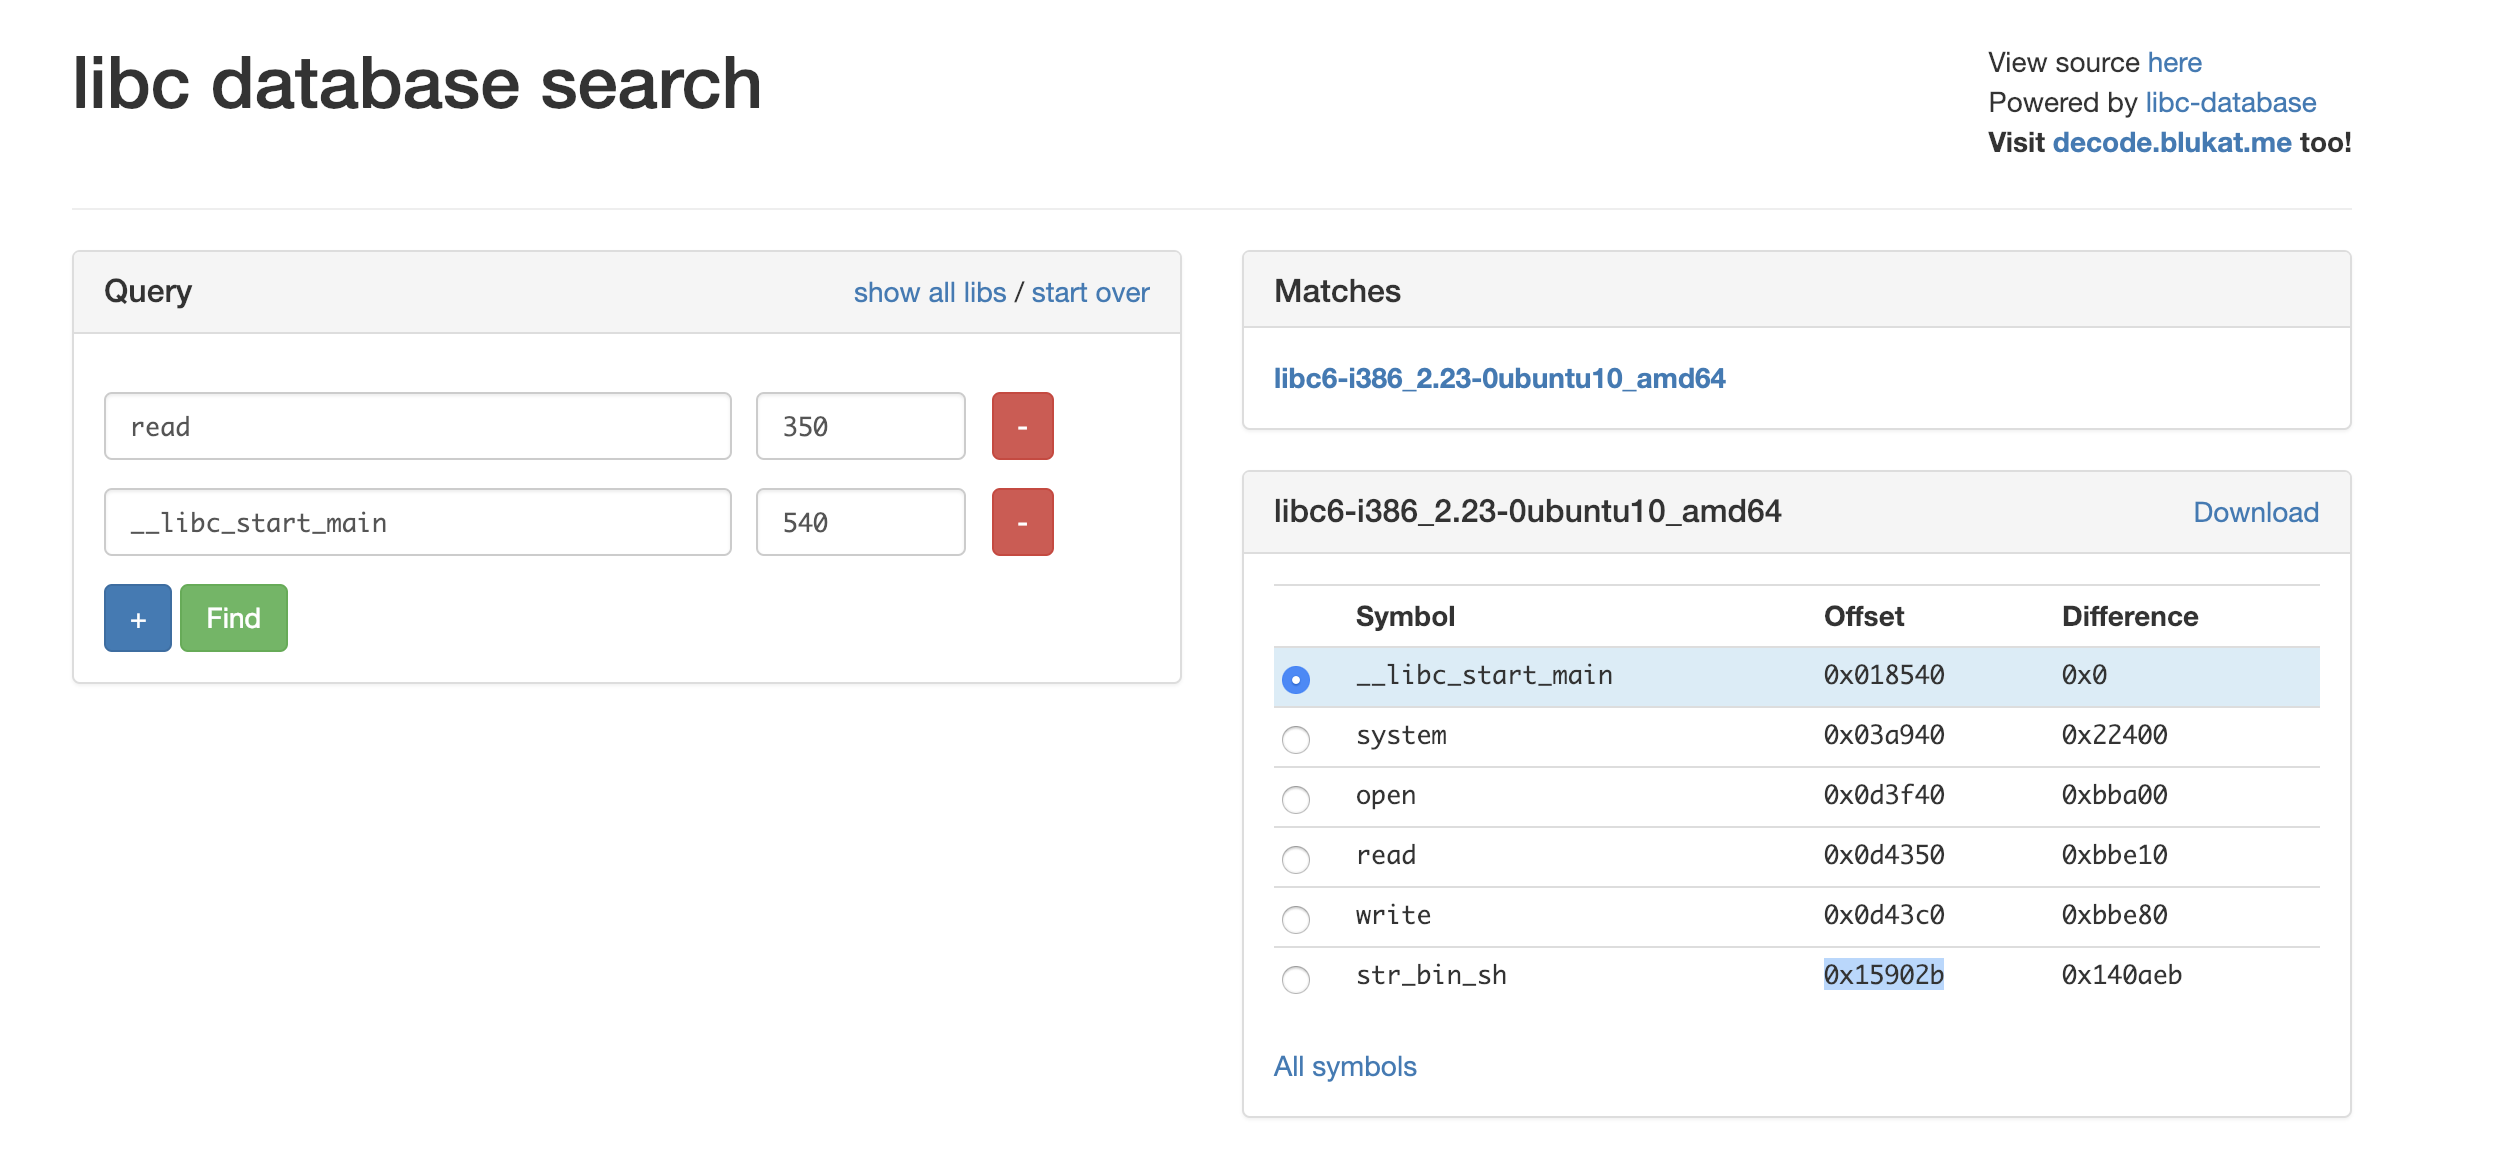 libc database search
View source here
Powered by libc-database
Visit decode.blukat.me too!
Query
show all libs / start over
read 350 -
__libc_start_main 540 -
+ Find
Matches
libc6-i386_2.23-0ubuntu10_amd64
libc6-i386_2.23-0ubuntu10_amd64 Download
Symbol Offset Difference
__libc_start_main 0x018540 0x0
system 0x03a940 0x22400
open 0x0d3f40 0xbba00
read 0x0d4350 0xbbe10
write 0x0d43c0 0xbbe80
str_bin_sh 0x15902b 0x140aeb
All symbols